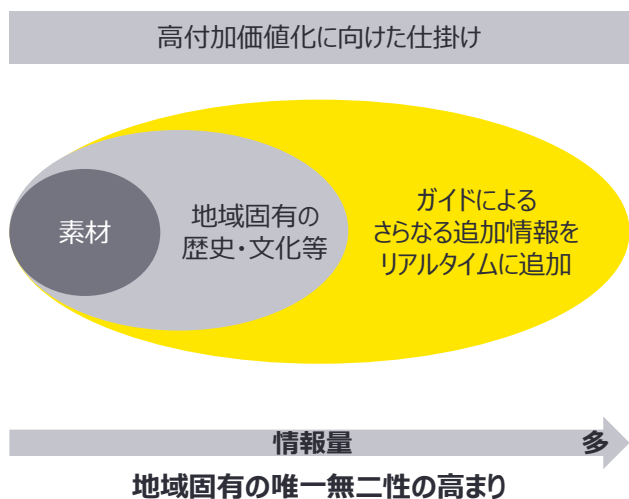 高付加価値化に向けた仕掛け
素材
地域固有の
歴史・文化等
ガイドによる
さらなる追加情報を
リアルタイムに追加
情報量 多
地域固有の唯一無二性の高まり